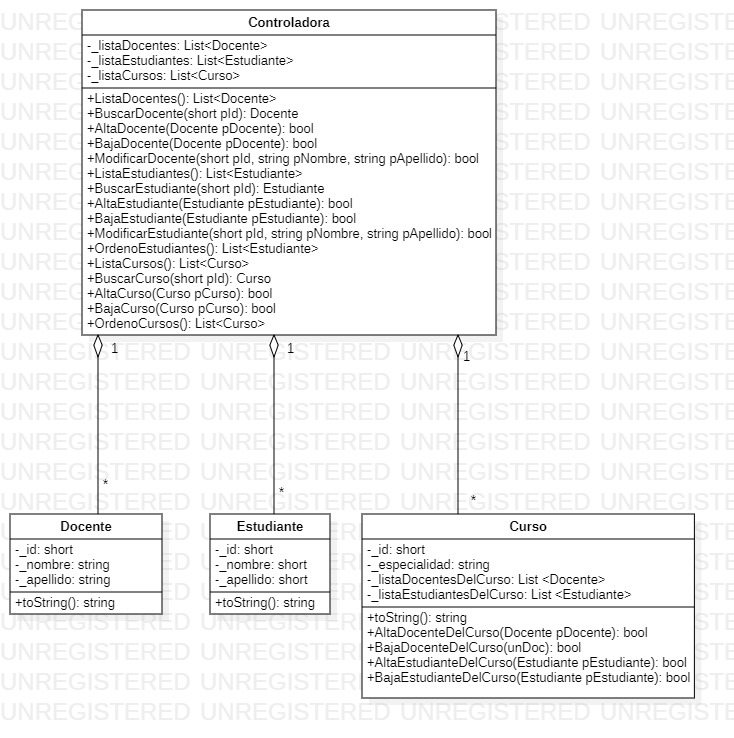 Controladora
-_listaDocentes: List<Docente>
-_listaEstudiantes: List<Estudiante>
-_listaCursos: List<Curso>
+ListaDocentes(): List<Docente>
+BuscarDocente(short pId): Docente
+AltaDocente(Docente pDocente): bool
+BajaDocente(Docente pDocente): bool
+ModificarDocente(short pId, string pNombre, string pApellido): bool
+ListaEstudiantes(): List<Estudiante>
+BuscarEstudiante(short pId): Estudiante
+AltaEstudiante(Estudiante pEstudiante): bool
+BajaEstudiante(Estudiante pEstudiante): bool
+ModificarEstudiante(short pId, string pNombre, string pApellido): bool
+OrdenoEstudiantes(): List<Estudiante>
+ListaCursos(): List<Curso>
+BuscarCurso(short pId): Curso
+AltaCurso(Curso pCurso): bool
+BajaCurso(Curso pCurso): bool
+OrdenoCursos(): List<Curso>
1
1
1
*
*
*
Docente
-_id: short
-_nombre: string
-_apellido: string
+toString(): string
Estudiante
-_id: short
-_nombre: short
-_apellido: short
+toString(): string
Curso
-_id: short
-_especialidad: string
-_listaDocentesDelCurso: List <Docente>
-_listaEstudiantesDelCurso: List <Estudiante>
+toString(): string
+AltaDocenteDelCurso(Docente pDocente): bool
+BajaDocenteDelCurso(unDoc): bool
+AltaEstudianteDelCurso(Estudiante pEstudiante): bool
+BajaEstudianteDelCurso(Estudiante pEstudiante): bool
UNREGISTERED